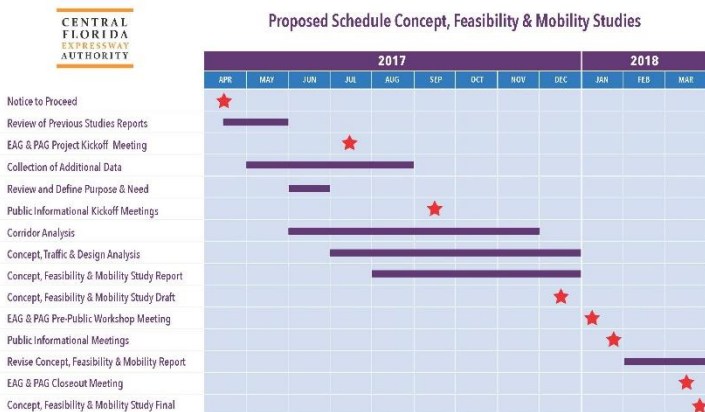 CENTRAL
FLORIDA
EXPRESSWAY
AUTHORITY
Proposed Schedule Concept, Feasibility & Mobility Studies
2017 2018
APR MAY JUN JUL AUG SEP OCT NOV DEC JAN FEB MAR
Notice to Proceed
Review of Previous Studies Reports
EAG & PAG Project Kickoff Meeting
Collection of Additional Data
Review and Define Purpose & Need
Public Informational Kickoff Meetings
Corridor Analysis
Concept, Traffic & Design Analysis
Concept, Feasibility & Mobility Study Report
Concept, Feasibility & Mobility Study Draft
EAG & PAG Pre-Public Workshop Meeting
Public Informational Meetings
Revise Concept, Feasibility & Mobility Report
EAG & PAG Closeout Meeting
Concept, Feasibility & Mobility Study Final